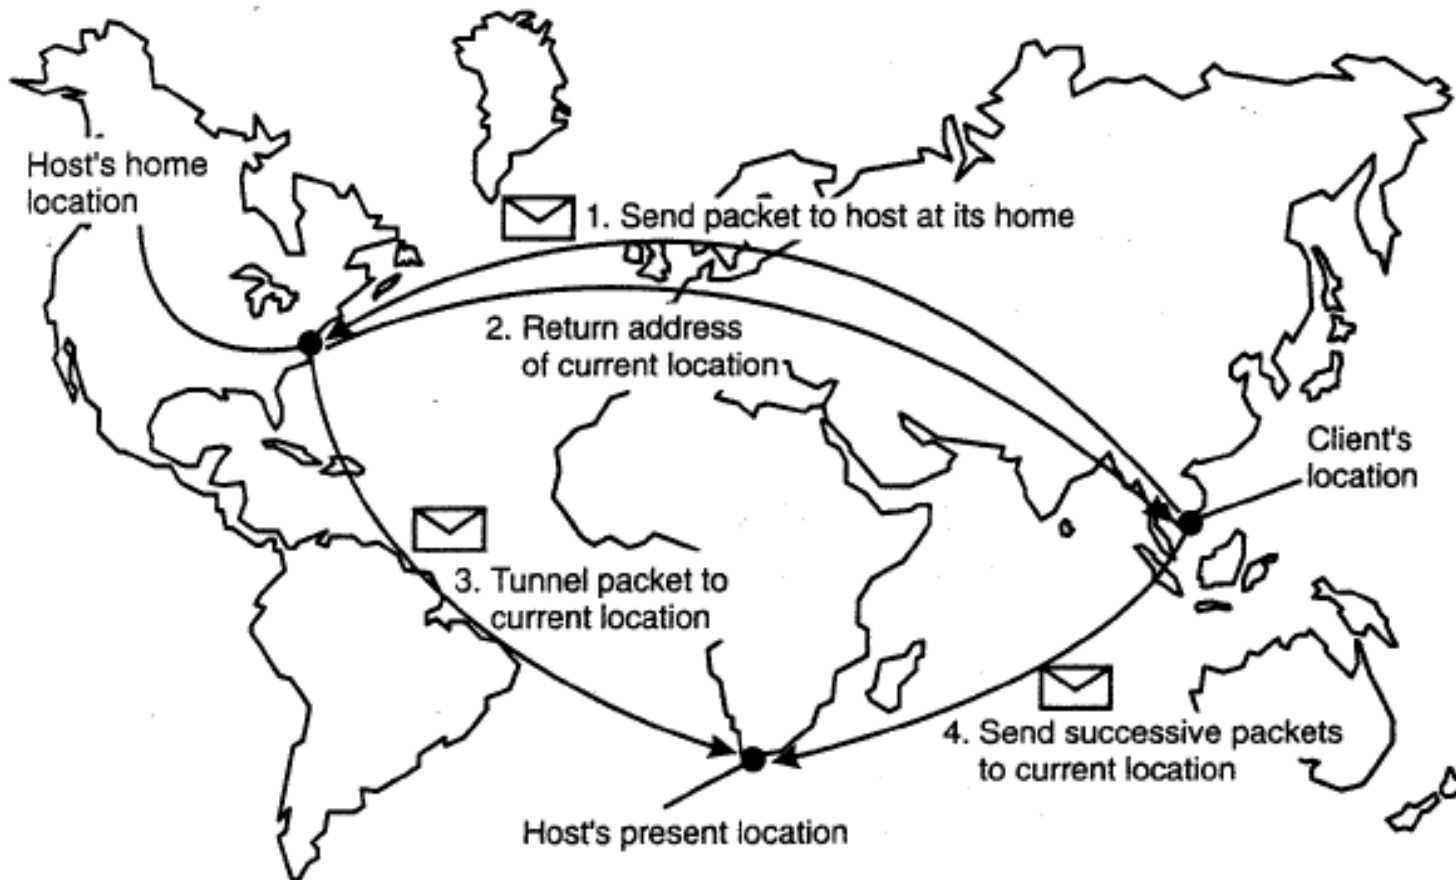 Host's home
location
1. Send packet to host at its home
2. Return address
of current location
Client's
location
3. Tunnel packet to
current location
4. Send successive packets
to current location
Host's present location